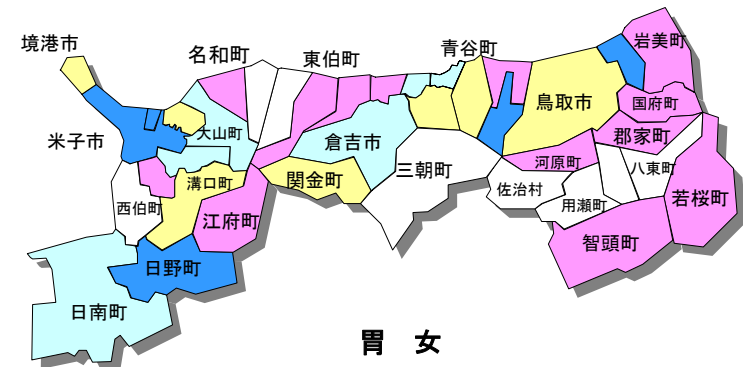 境港市
名和町
東伯町
青谷町
岩美町
米子市
大山町
倉吉市
鳥取市
国府町
郡家町
溝口町
関金町
三朝町
河原町
八東町
西伯町
江府町
佐治村
用瀬町
若桜町
智頭町
日野町
日南町
胃 女